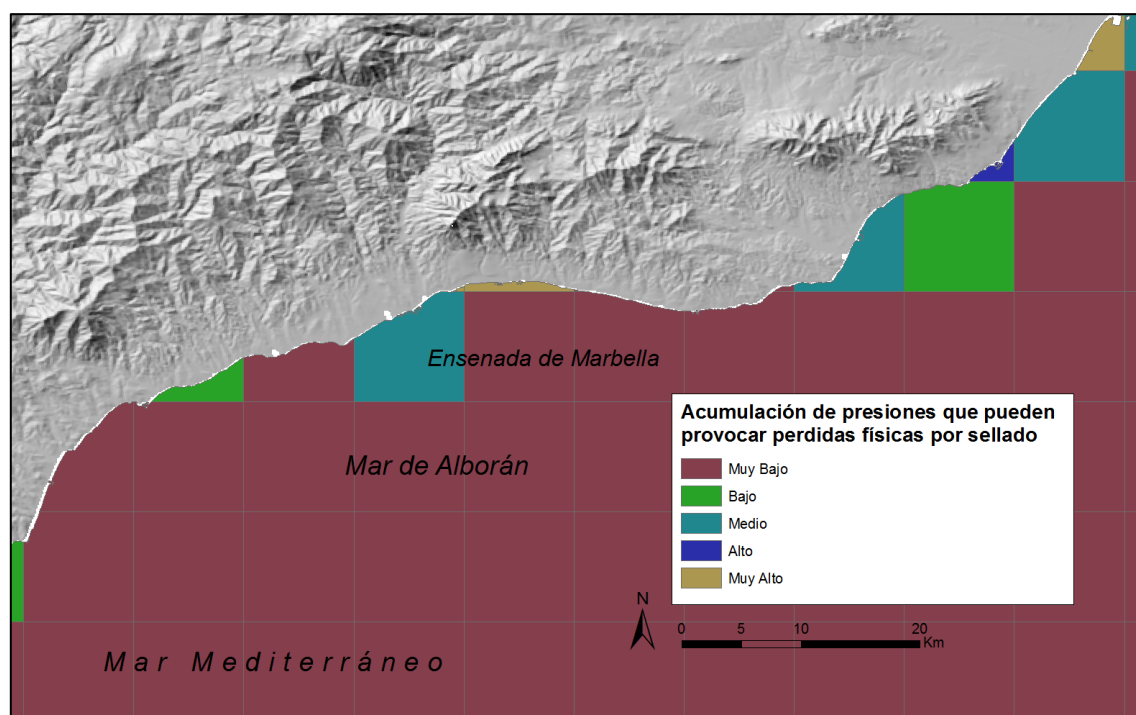 Ensenada de Marbella
Acumulación de presiones que pueden
provocar perdidas físicas por sellado
Mar de Alborán
Muy Bajo
Bajo
Medio
Alto
Muy Alto
N
0 5 10 20
Km
Mar Mediterráneo